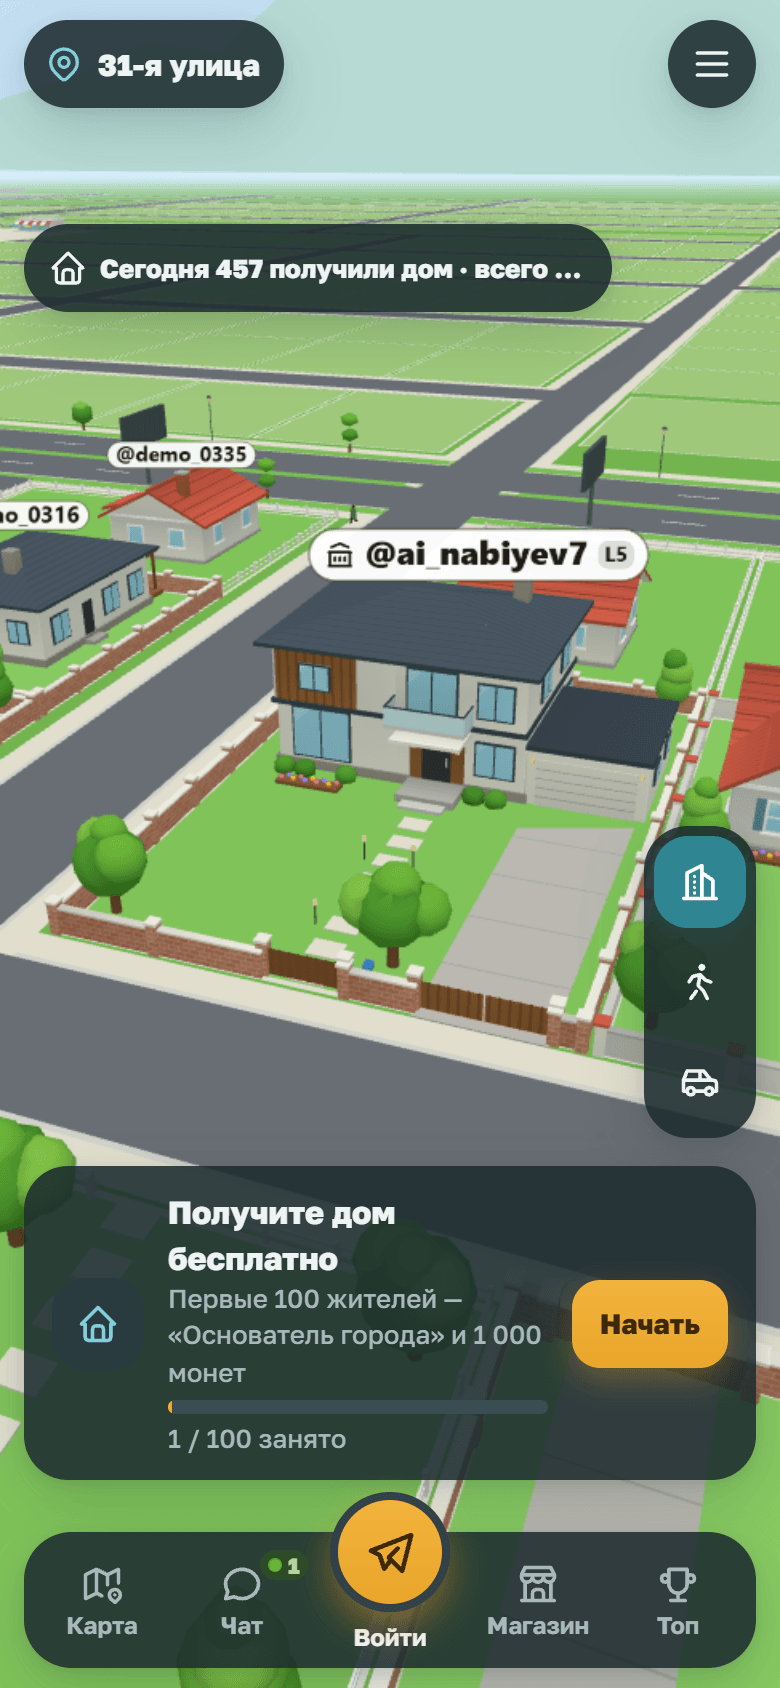 31-я улица
Сегодня 457 получили дом · всего ...
@demo_0335
no_0316
@ai_nabiyev7 L5
Получите дом
бесплатно
Первые 100 жителей —
«Основатель города» и 1 000
монет
Начать
1 / 100 занято
1
Карта
Чат
Войти
Магазин
Топ